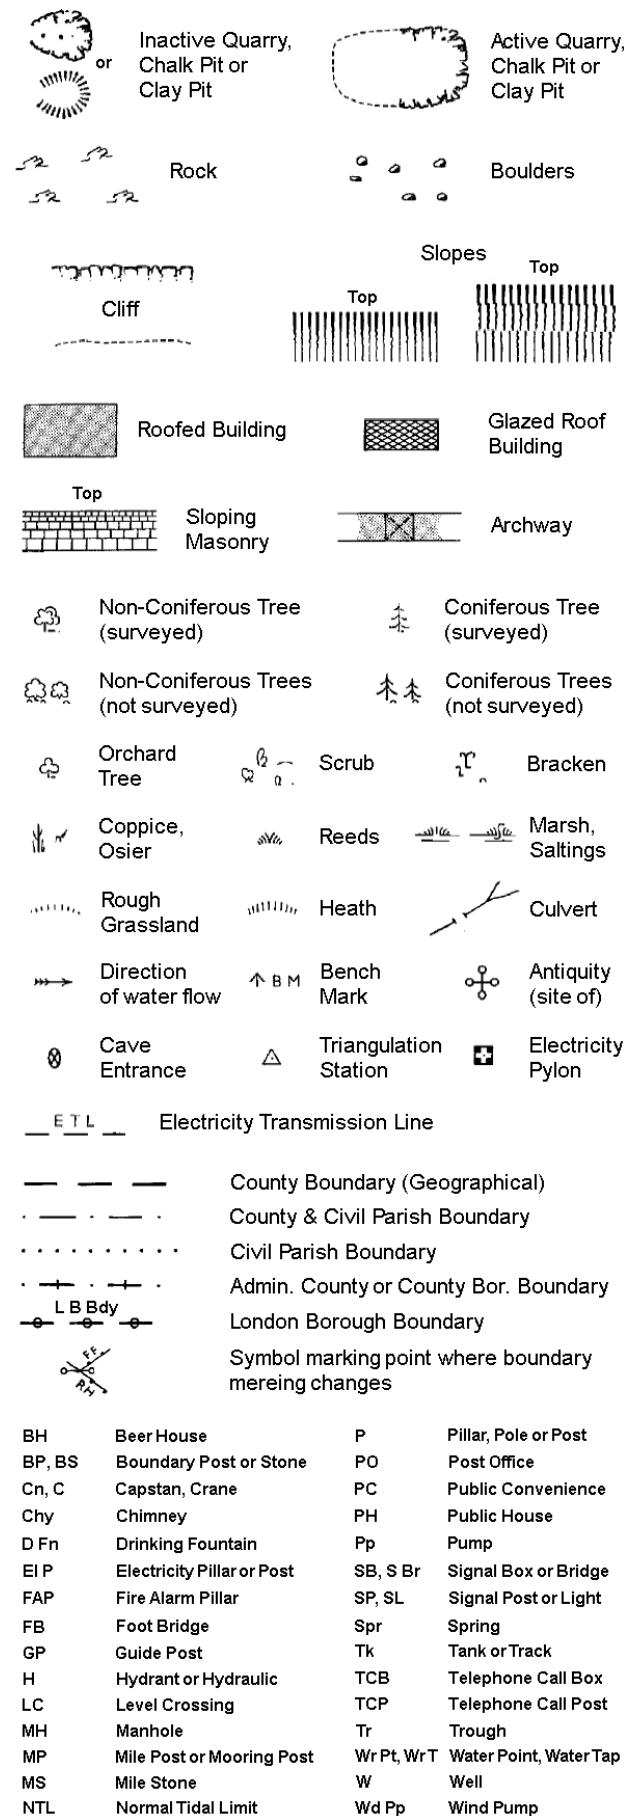 or
Inactive Quarry,
Chalk Pit or
Clay Pit
Active Quarry,
Chalk Pit or
Clay Pit
Rock
Boulders
Slopes
Top
Top
Cliff
Roofed Building
Glazed Roof
Building
Top
Sloping
Masonry
Archway
Non-Coniferous Tree
(surveyed)
Coniferous Tree
(surveyed)
Non-Coniferous Trees
(not surveyed)
Coniferous Trees
(not surveyed)
Orchard
Tree
Scrub
Bracken
Coppice,
Osier
Reeds
Marsh,
Saltings
Rough
Grassland
Heath
Culvert
Direction
of water flow
B M
Bench
Mark
Antiquity
(site of)
Cave
Entrance
Triangulation
Station
Electricity
Pylon
E T L
Electricity Transmission Line
County Boundary (Geographical)
County & Civil Parish Boundary
Civil Parish Boundary
Admin. County or County Bor. Boundary
L B Bdy
London Borough Boundary
FF
RH
Symbol marking point where boundary
mereing changes
BH Beer House P Pillar, Pole or Post
BP, BS Boundary Post or Stone PO Post Office
Cn, C Capstan, Crane PC Public Convenience
Chy Chimney PH Public House
D Fn Drinking Fountain Pp Pump
El P Electricity Pillar or Post SB, S Br Signal Box or Bridge
FAP Fire Alarm Pillar SP, SL Signal Post or Light
FB Foot Bridge Spr Spring
GP Guide Post Tk Tank or Track
H Hydrant or Hydraulic TCB Telephone Call Box
LC Level Crossing TCP Telephone Call Post
MH Manhole Tr Trough
MP Mile Post or Mooring Post Wr Pt, Wr T Water Point, Water Tap
MS Mile Stone W Well
NTL Normal Tidal Limit Wd Pp Wind Pump